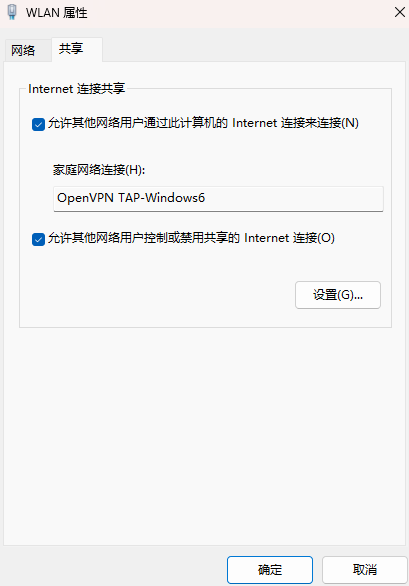 WLAN 属性
网络
共享
Internet 连接共享
允许其他网络用户通过此计算机的 Internet 连接来连接(N)
家庭网络连接(H):
OpenVPN TAP-Windows6
允许其他网络用户控制或禁用共享的 Internet 连接(O)
设置(G)...
确定
取消